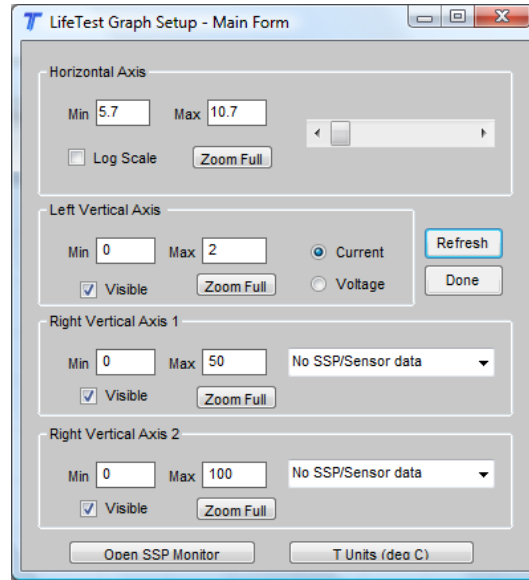 LifeTest Graph Setup - Main Form
Horizontal Axis
Min 5.7 Max 10.7
Log Scale Zoom Full
Left Vertical Axis
Min 0 Max 2 Current Refresh
Visible Zoom Full Voltage Done
Right Vertical Axis 1
Min 0 Max 50 No SSP/Sensor data
Visible Zoom Full
Right Vertical Axis 2
Min 0 Max 100 No SSP/Sensor data
Visible Zoom Full
Open SSP Monitor T Units (deg C)